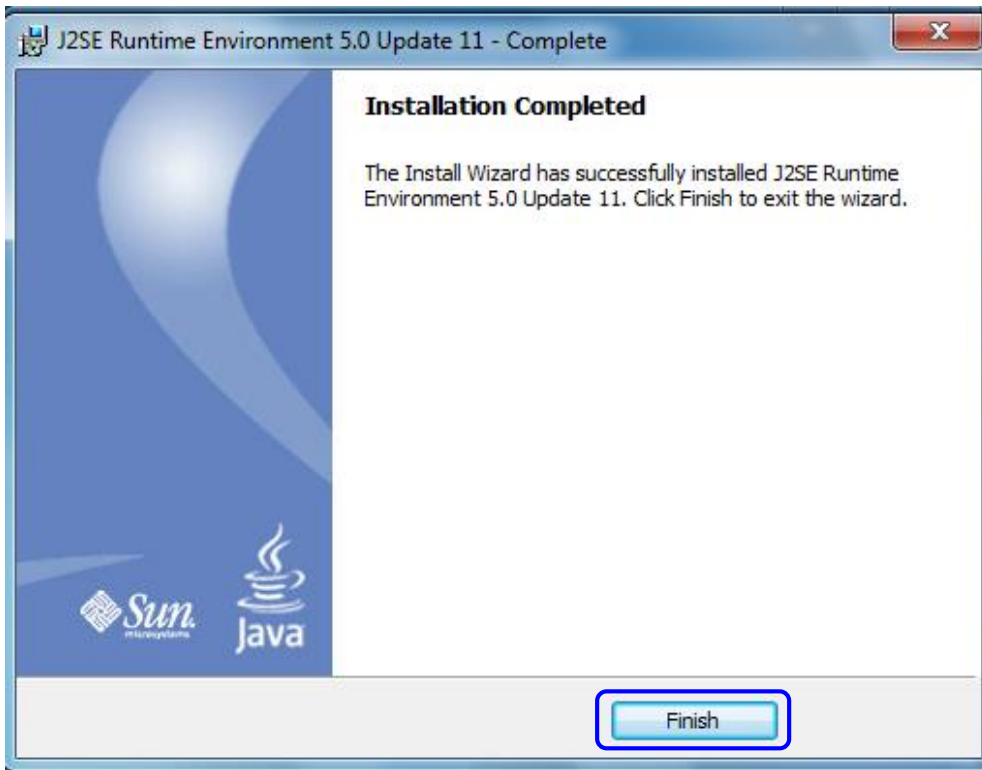 J2SE Runtime Environment 5.0 Update 11 - Complete
Installation Completed
The Install Wizard has successfully installed J2SE Runtime
Environment 5.0 Update 11. Click Finish to exit the wizard.
Sun
microsystems
Java
Finish